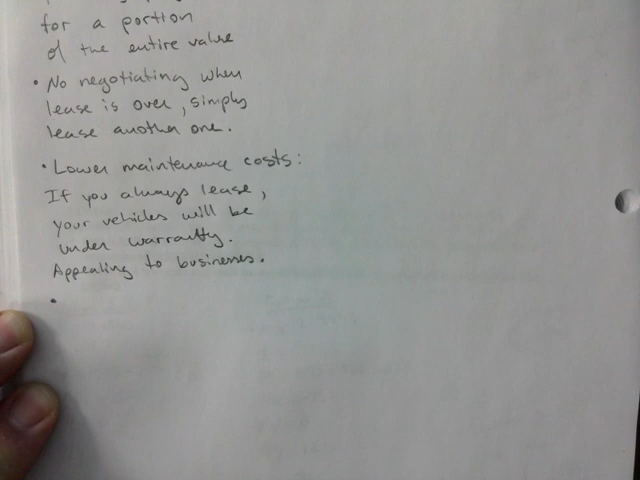 for a portion
of the entire value
• No negotiating when
lease is over, simply
lease another one.
• Lower maintenance costs:
If you always lease,
your vehicles will be
under warranty.
Appealing to businesses.
•